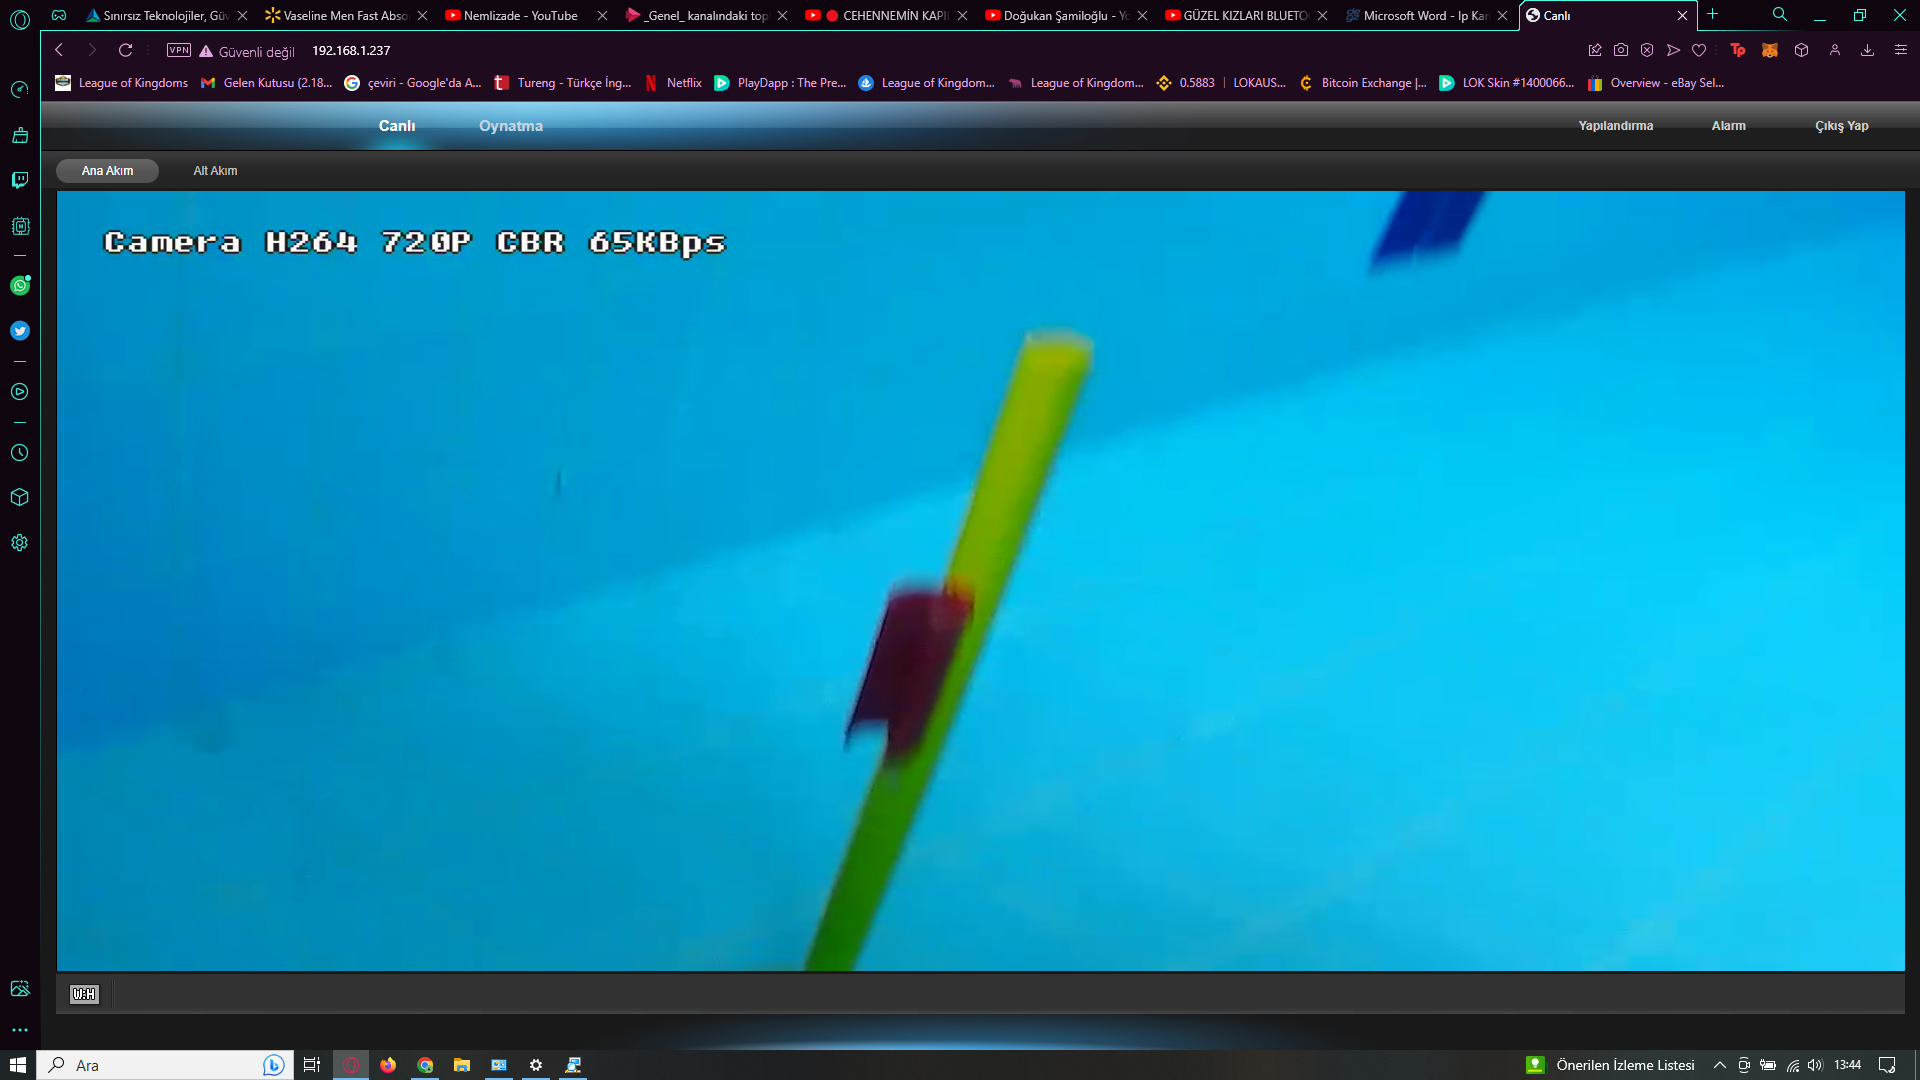 Sınırsız Teknolojiler, Güv
Vaseline Men Fast Abso
Nemlizade - YouTube
_Genel_ kanalındaki top
CEHENNEMİN KAPI
Doğukan Şamiloğlu - Yo
GÜZEL KIZLARI BLUETO
Microsoft Word - Ip Kam
Canlı
VPN
Güvenli değil
192.168.1.237
League of Kingdoms
Gelen Kutusu (2.18...
çeviri - Google'da A...
Tureng - Türkçe İng...
Netflix
PlayDapp : The Pre...
League of Kingdom...
League of Kingdom...
0.5883 | LOKAUS...
Bitcoin Exchange |...
LOK Skin #1400066...
Overview - eBay Sel...
Canlı
Oynatma
Yapılandırma
Alarm
Çıkış Yap
Ana Akım
Alt Akım
Camera H264 720P CBR 65KBps
W:H
Ara
Önerilen İzleme Listesi
13:44